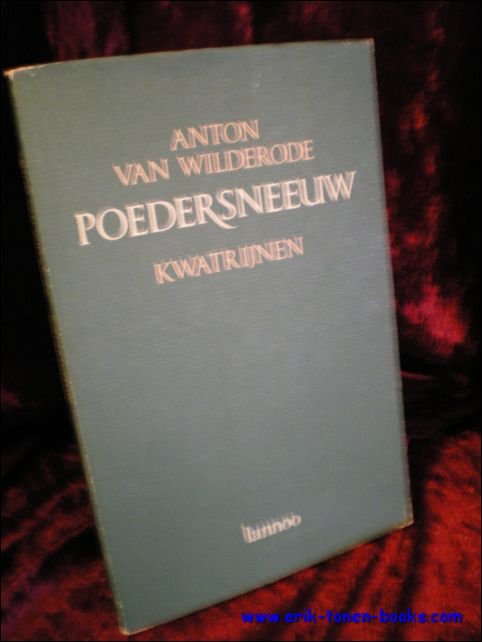 ANTON
VAN WILDERODE
POEDERSNEEUW
KWATRIJNEN
lannoo
www.erik-tonen-books.com